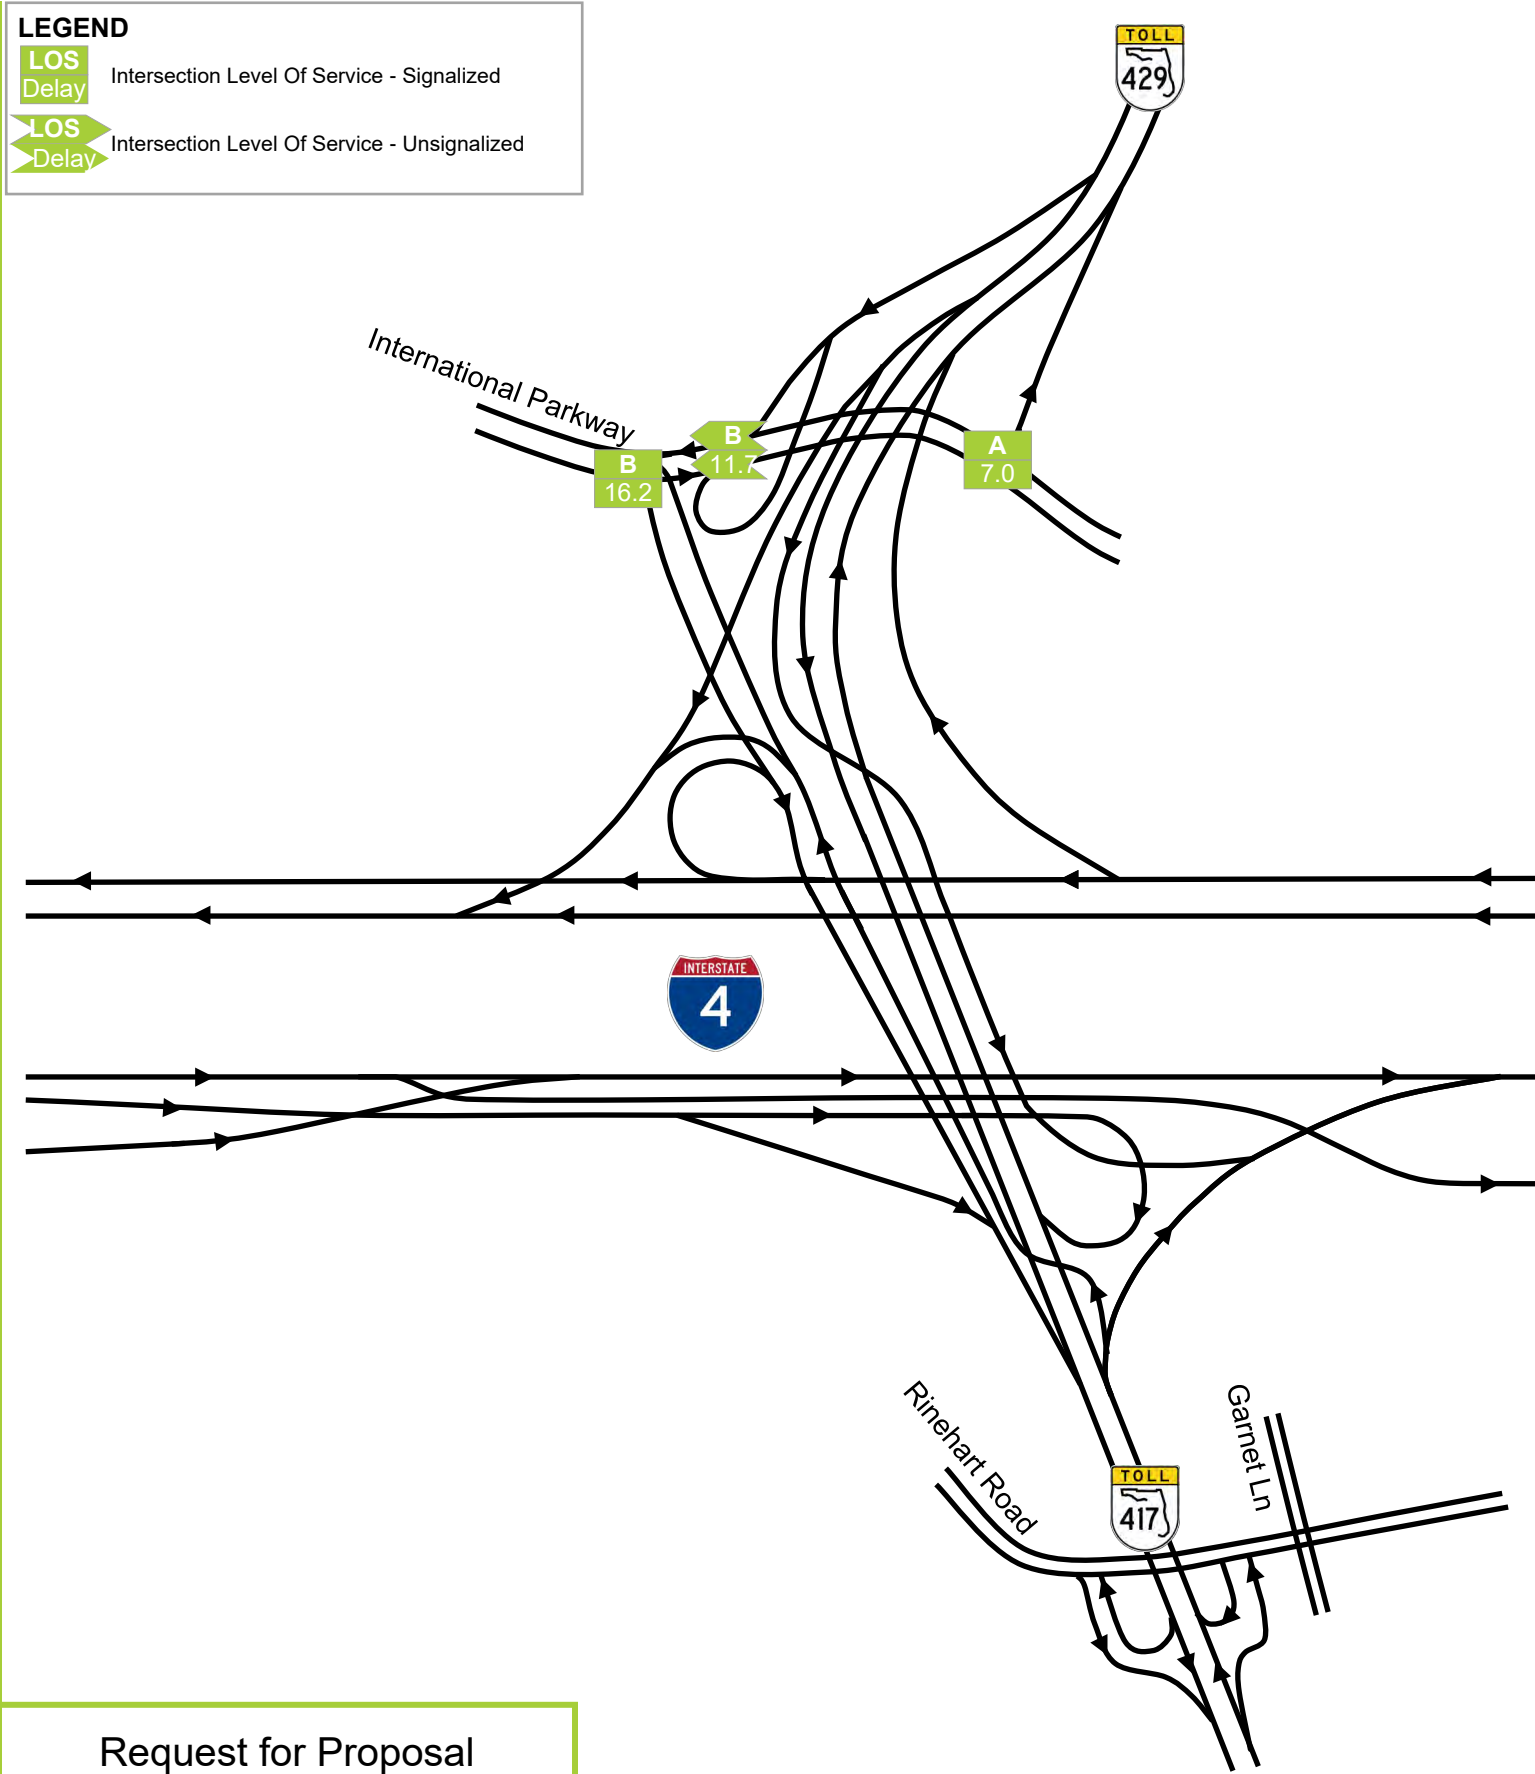 LEGEND
LOS
Delay
Intersection Level Of Service - Signalized
LOS
Delay
Intersection Level Of Service - Unsignalized
TOLL
429
International Parkway
B
11.7
B
16.2
A
7.0
INTERSTATE
4
Rinehart Road
Garnet Ln
TOLL
417
Request for Proposal